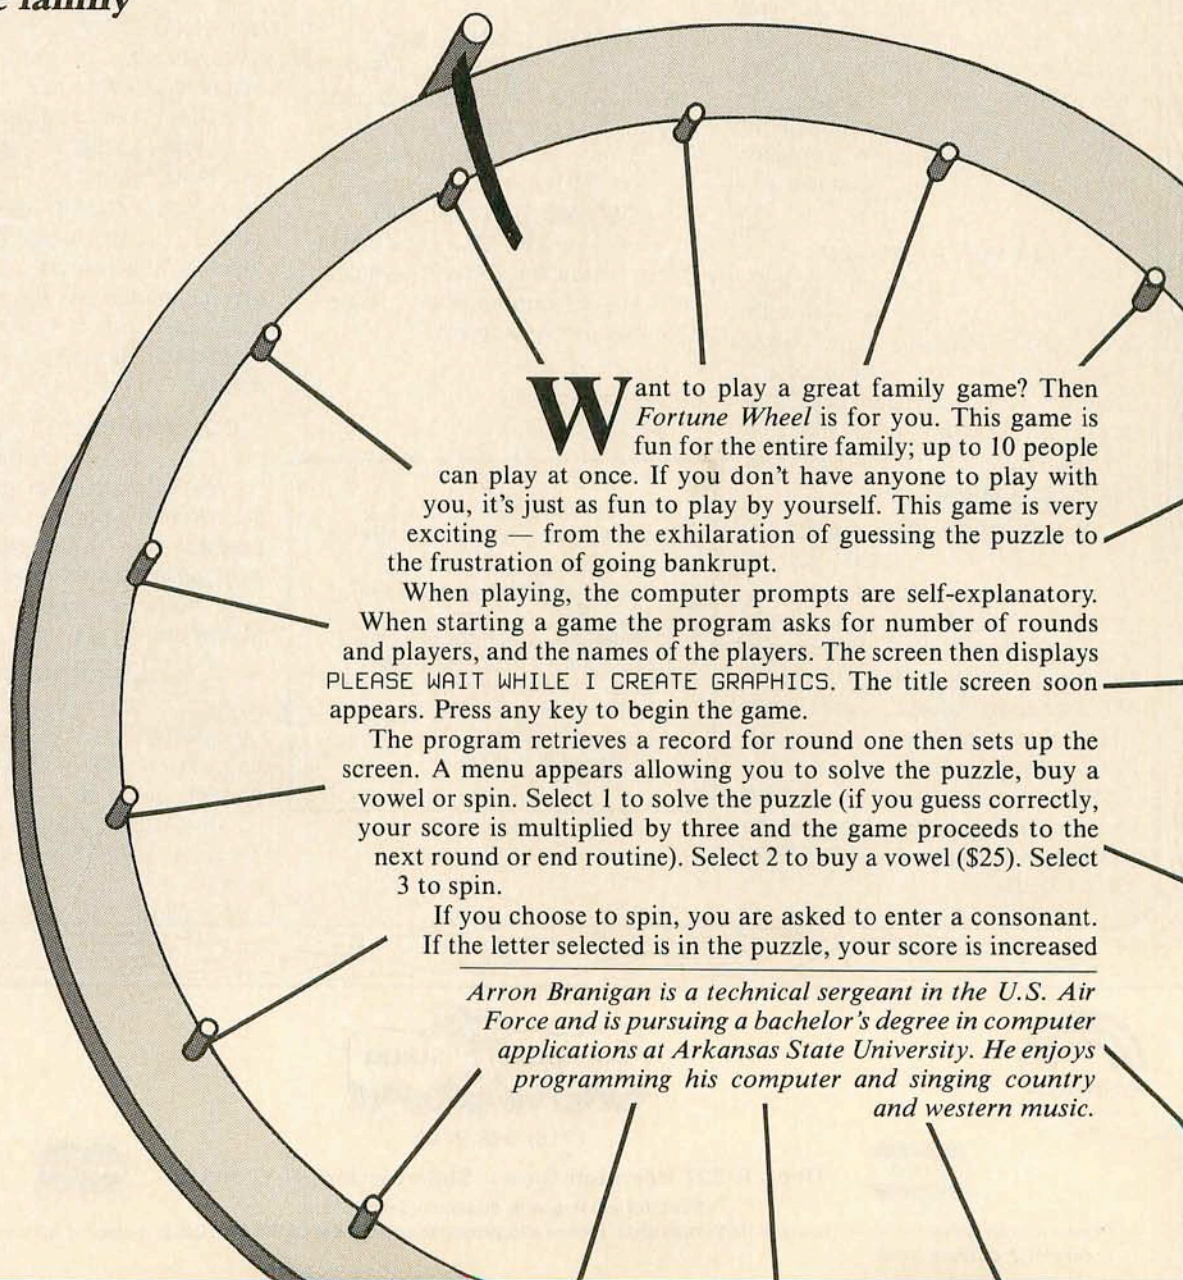 family
Want to play a great family game? Then
Fortune Wheel is for you. This game is
fun for the entire family; up to 10 people
can play at once. If you don't have anyone to play with
you, it's just as fun to play by yourself. This game is very
exciting — from the exhilaration of guessing the puzzle to
the frustration of going bankrupt.
When playing, the computer prompts are self-explanatory.
When starting a game the program asks for number of rounds
and players, and the names of the players. The screen then displays
PLEASE WAIT WHILE I CREATE GRAPHICS. The title screen soon
appears. Press any key to begin the game.
The program retrieves a record for round one then sets up the
screen. A menu appears allowing you to solve the puzzle, buy a
vowel or spin. Select 1 to solve the puzzle (if you guess correctly,
your score is multiplied by three and the game proceeds to the
next round or end routine). Select 2 to buy a vowel ($25). Select
3 to spin.
If you choose to spin, you are asked to enter a consonant.
If the letter selected is in the puzzle, your score is increased
Arron Branigan is a technical sergeant in the U.S. Air
Force and is pursuing a bachelor's degree in computer
applications at Arkansas State University. He enjoys
programming his computer and singing country
and western music.